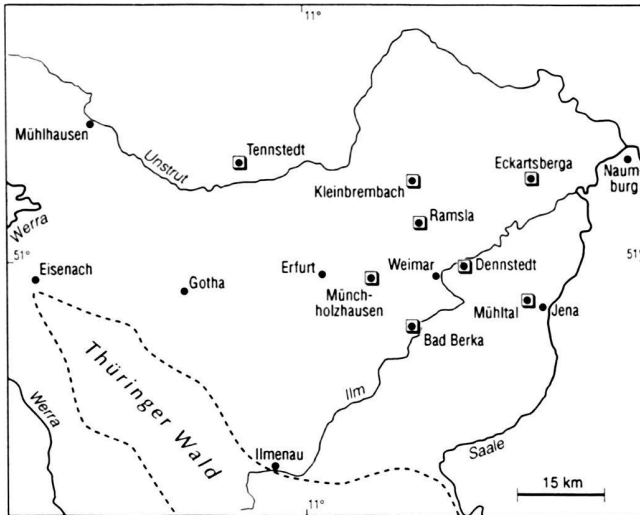 11°
Mühlhausen
Unstrut
Tennstedt
Eckartsberga
Naum-
burg
Kleinbrembach
Werra
Ramsla
51°
51°
Eisenach
Gotha
Erfurt
Weimar
Dennstedt
Münch-
holzhausen
Mühltal
Jena
Bad Berka
Thüringer Wald
Werra
Ilm
Ilmenau
Saale
11°
15 km